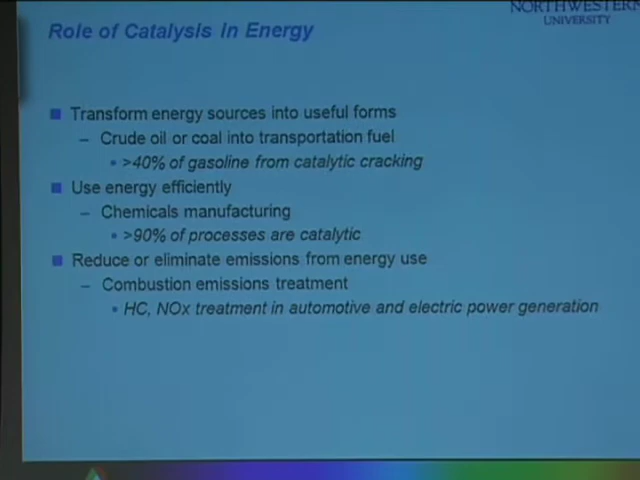 NORTHWESTERN
UNIVERSITY
Role of Catalysis in Energy
Transform energy sources into useful forms
– Crude oil or coal into transportation fuel
• >40% of gasoline from catalytic cracking
Use energy efficiently
– Chemicals manufacturing
• >90% of processes are catalytic
Reduce or eliminate emissions from energy use
– Combustion emissions treatment
• HC, NOx treatment in automotive and electric power generation